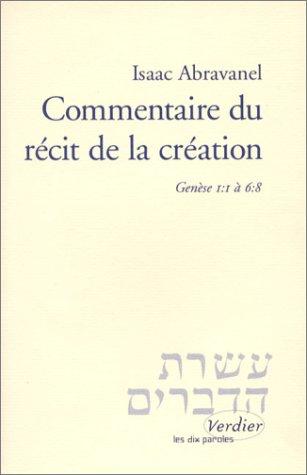 Isaac Abravanel
Commentaire du
récit de la création
Genèse 1:1 à 6:8
עשרת
הדברים
Verdier
les dix paroles